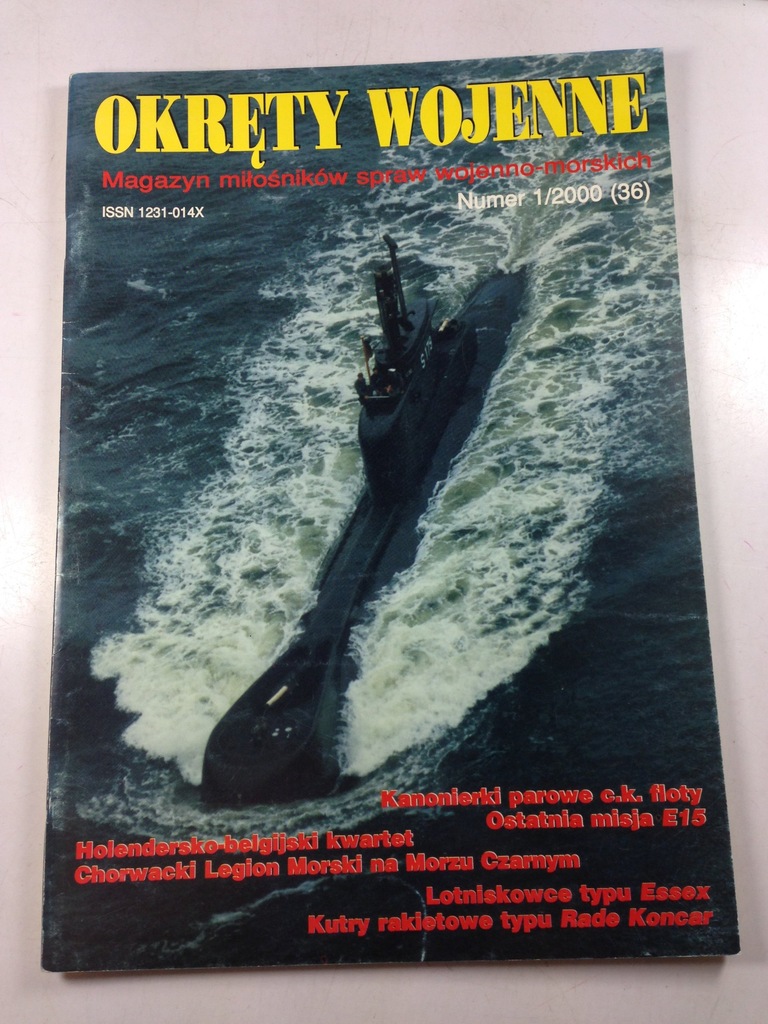 OKRĘTY WOJENNE
Magazyn miłośników spraw wojenno-morskich
ISSN 1231-014X
Numer 1/2000 (36)
Kanonierki parowe c.k. floty
Ostatnia misja E15
Holendersko-belgijski kwartet
Chorwacki Legion Morski na Morzu Czarnym
Lotniskowce typu Essex
Kutry rakietowe typu Rade Koncar